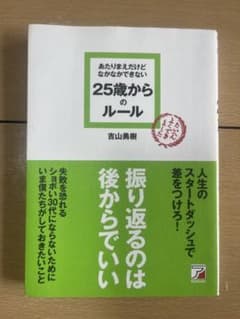 あたりまえだけど
なかなかできない
25歳から
の
ルール
吉山勇樹
人生の
スタートダッシュで
差をつけろ!
振り返るのは
後からでいい
失敗を恐れる
ショボい30代にならないために
いま僕たちがしておきたいこと